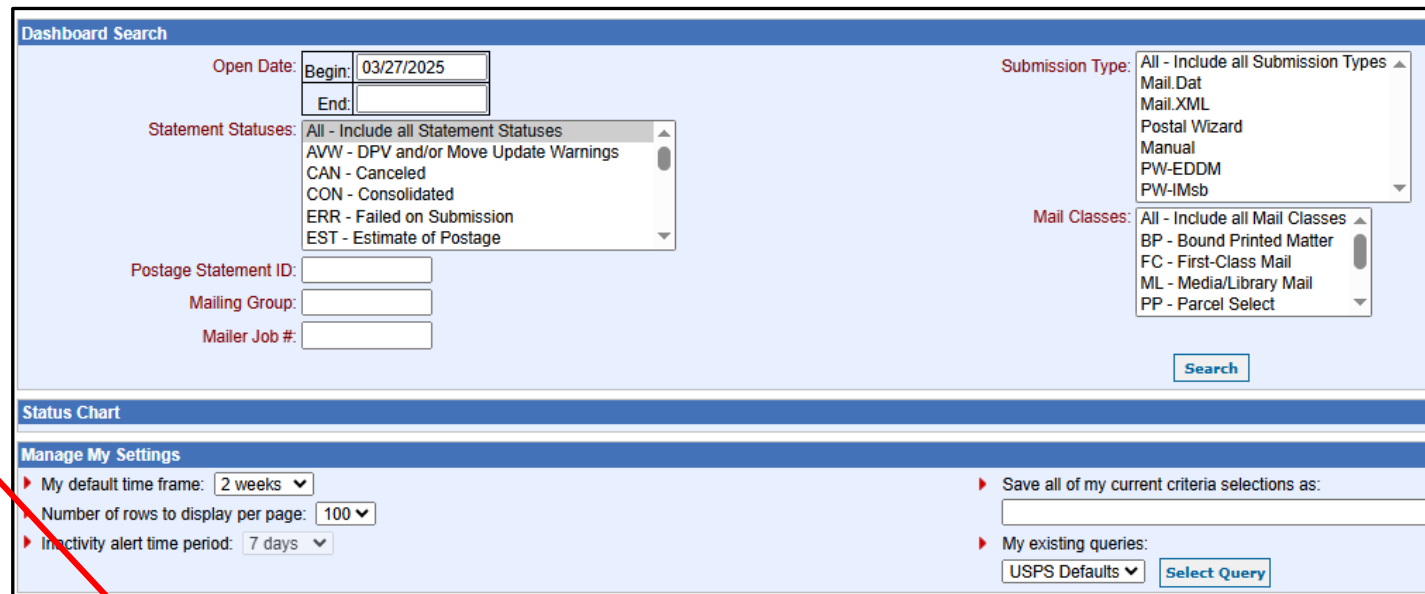 Dashboard Search
Open Date: Begin: 03/27/2025
End:
Statement Statuses: All - Include all Statement Statuses
AVW - DPV and/or Move Update Warnings
CAN - Canceled
CON - Consolidated
ERR - Failed on Submission
EST - Estimate of Postage
Postage Statement ID:
Mailing Group:
Mailer Job #:
Submission Type: All - Include all Submission Types
Mail.Dat
Mail.XML
Postal Wizard
Manual
PW-EDDM
PW-IMsb
Mail Classes: All - Include all Mail Classes
BP - Bound Printed Matter
FC - First-Class Mail
ML - Media/Library Mail
PP - Parcel Select
Search
Status Chart
Manage My Settings
My default time frame: 2 weeks
Number of rows to display per page: 100
Inactivity alert time period: 7 days
Save all of my current criteria selections as:
My existing queries:
USPS Defaults Select Query